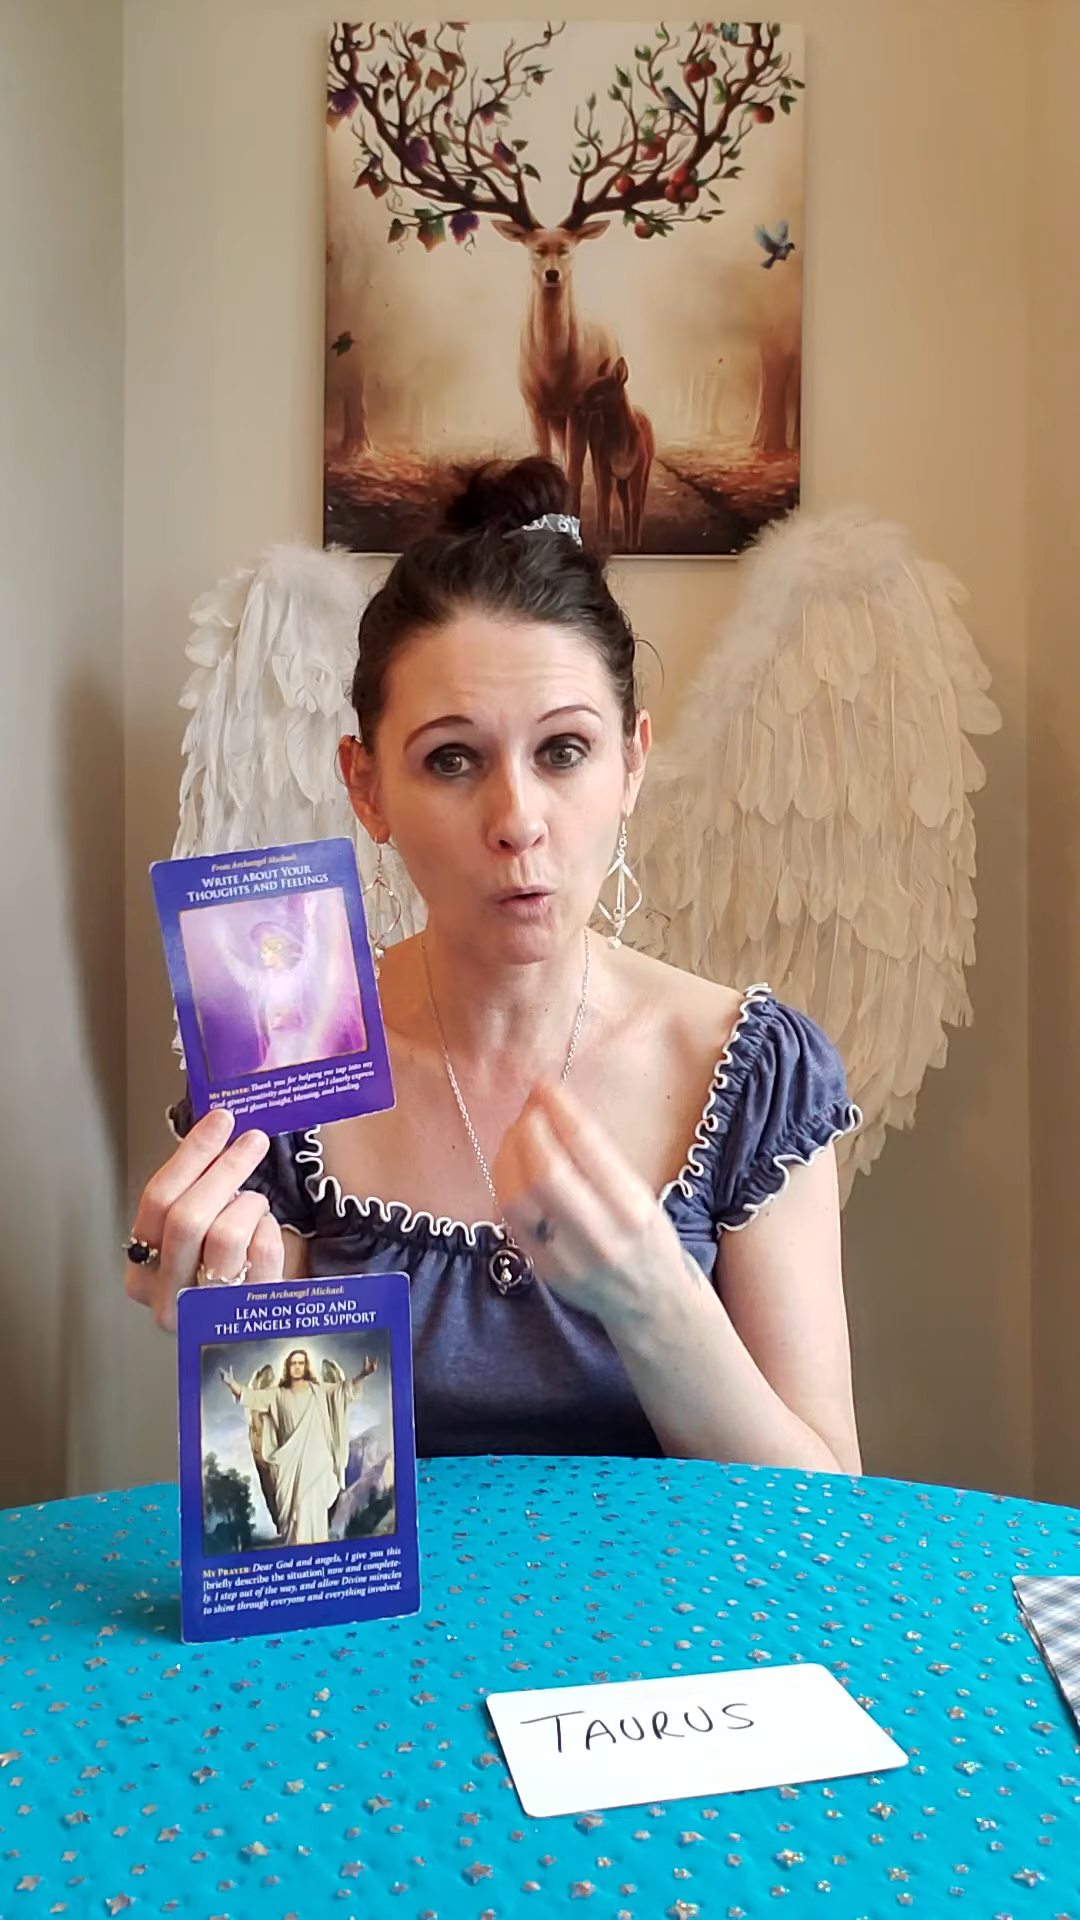 From Archangel Michael:
WRITE ABOUT YOUR
THOUGHTS AND FEELINGS
MY PRAYER: Thank you for helping me tap into my
God-given creativity and wisdom so I clearly express
and gleam insight, blessing, and healing.
From Archangel Michael:
LEAN ON GOD AND
THE ANGELS FOR SUPPORT
MY PRAYER: Dear God and angels, I give you this
[briefly describe the situation] now and complete-
ly. I step out of the way, and allow Divine miracles
to shine through everyone and everything involved.
TAURUS